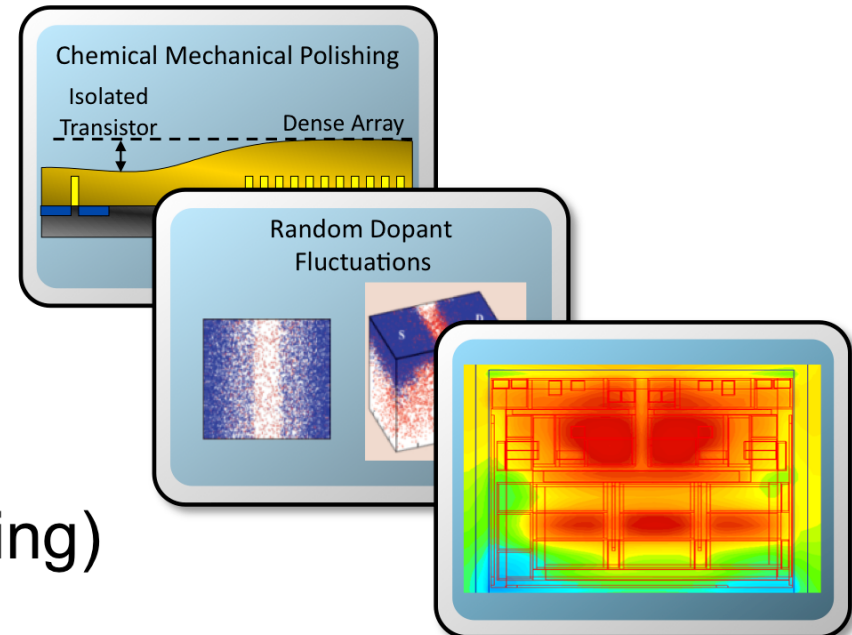 Chemical Mechanical Polishing
Isolated
Transistor
Dense Array
Random Dopant
Fluctuations
S
D
ing)